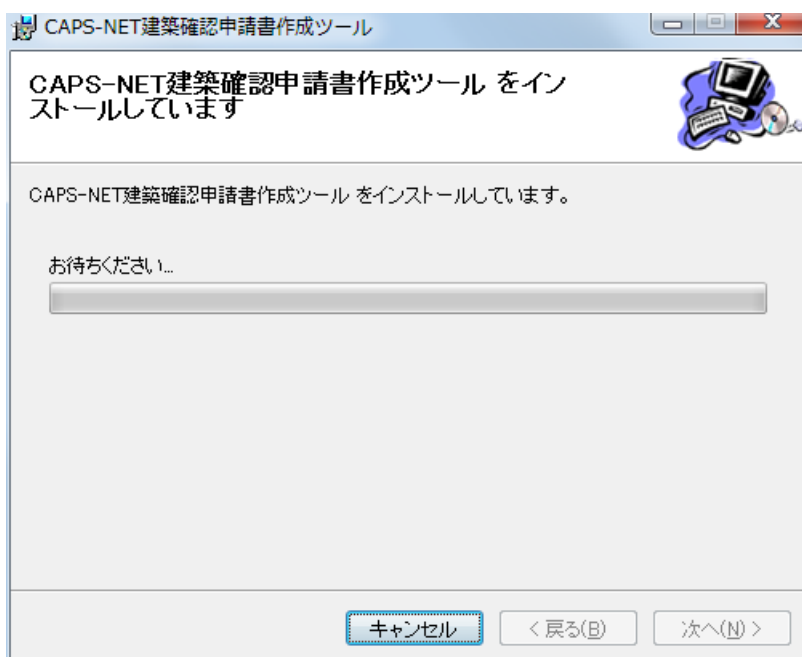 CAPS-NET建築確認申請書作成ツール
CAPS-NET建築確認申請書作成ツール をイン
ストールしています
CAPS-NET建築確認申請書作成ツール をインストールしています。
お待ちください...
キャンセル
< 戻る(B)
次へ(N) >